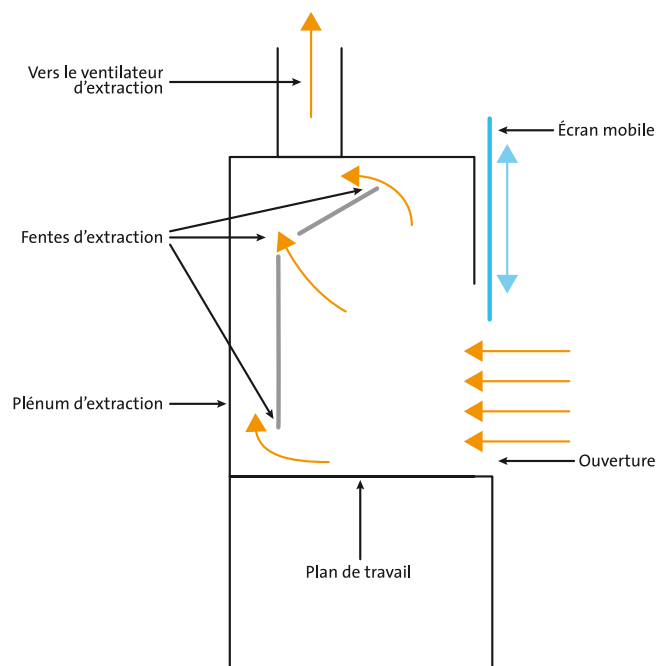 Vers le ventilateur
d'extraction
Écran mobile
Fentes d'extraction
Plénum d'extraction
Ouverture
Plan de travail